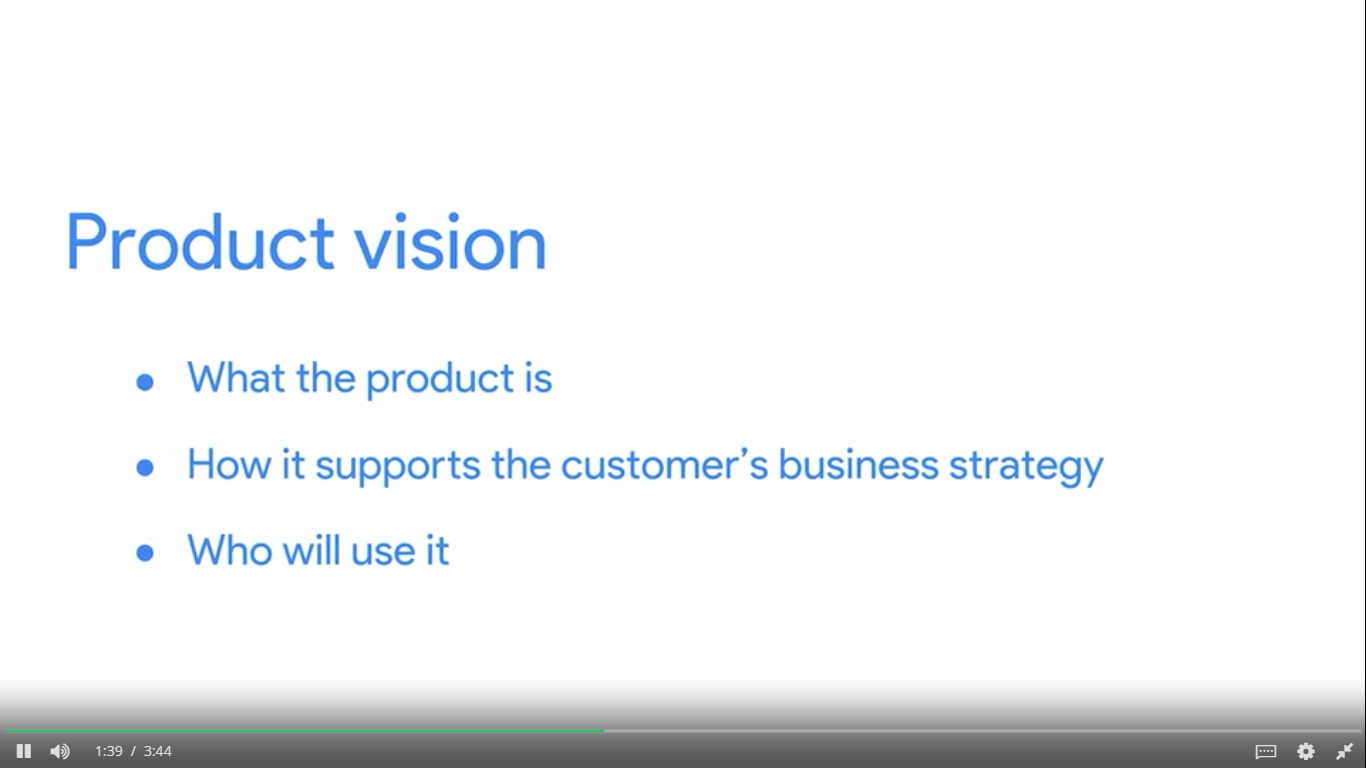 Product vision
● What the product is
● How it supports the customer’s business strategy
● Who will use it
1:39 / 3:44